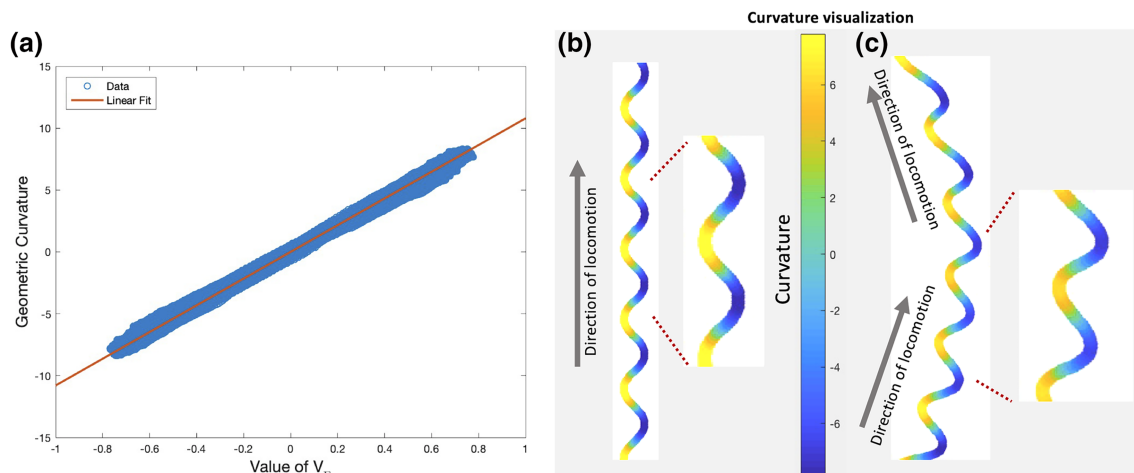 Curvature visualization
(a)
15
10
5
0
-5
-10
-15
Geometric Curvature
Data
Linear Fit
-1 -0.8 -0.6 -0.4 -0.2 0 0.2 0.4 0.6 0.8 1
Value of V
(b)
Direction of locomotion
6
4
2
0
-2
-4
-6
Curvature
(c)
Direction of locomotion
Direction of locomotion